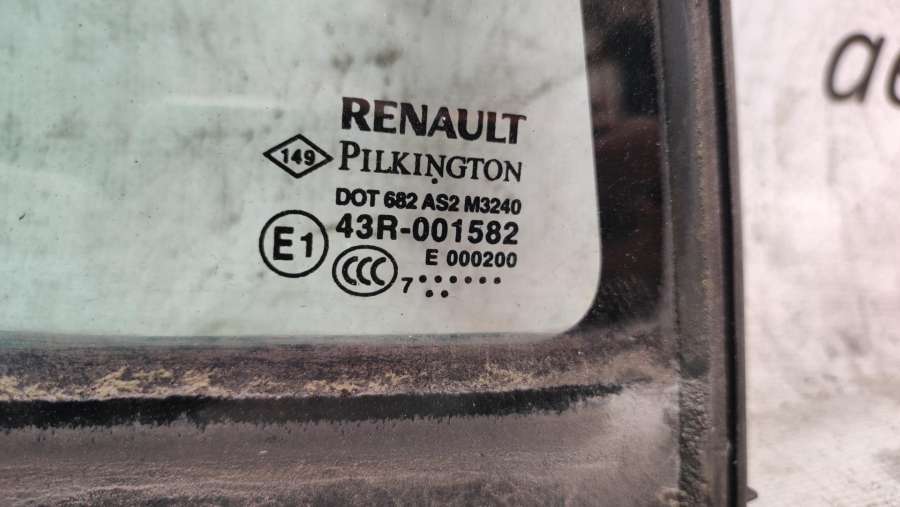 RENAULT
149 PILKINGTON
DOT 682 AS2 M3240
E1 43R-001582
E 000200
CCC 7